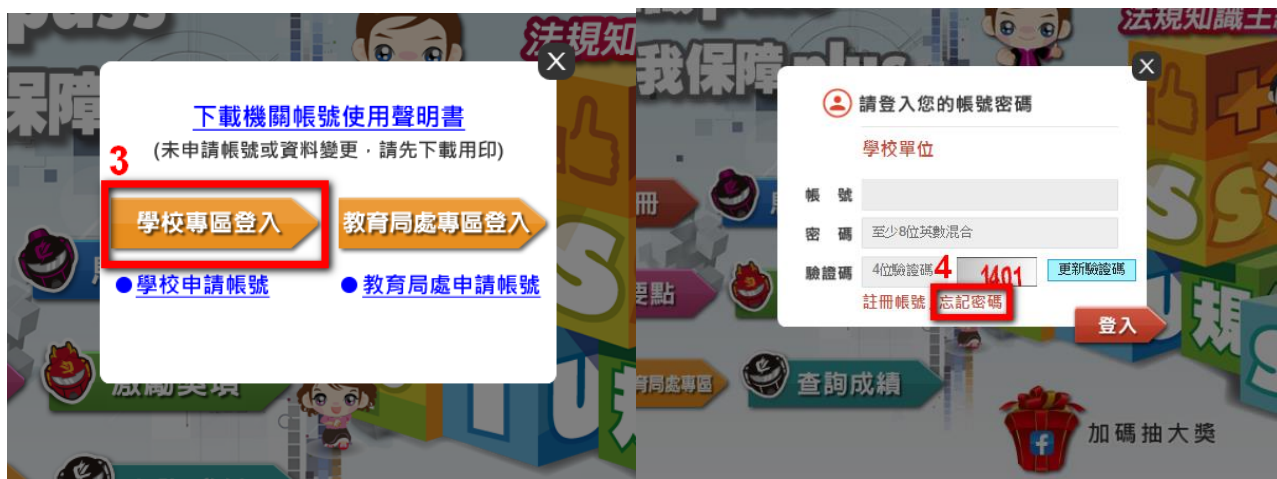 法規知
保障
下載機關帳號使用聲明書
(未申請帳號或資料變更，請先下載用印)
3
學校專區登入
教育局處專區登入
●學校申請帳號
●教育局處申請帳號
激勵獎項
法規知識王
我保障 plus
請登入您的帳號密碼
學校單位
帳 號
密 碼 至少8位英數混合
驗證碼 4位驗證碼 4 1401 更新驗證碼
註冊帳號 忘記密碼
登入
冊
要點
育局處專區
查詢成績
規
加碼抽大獎